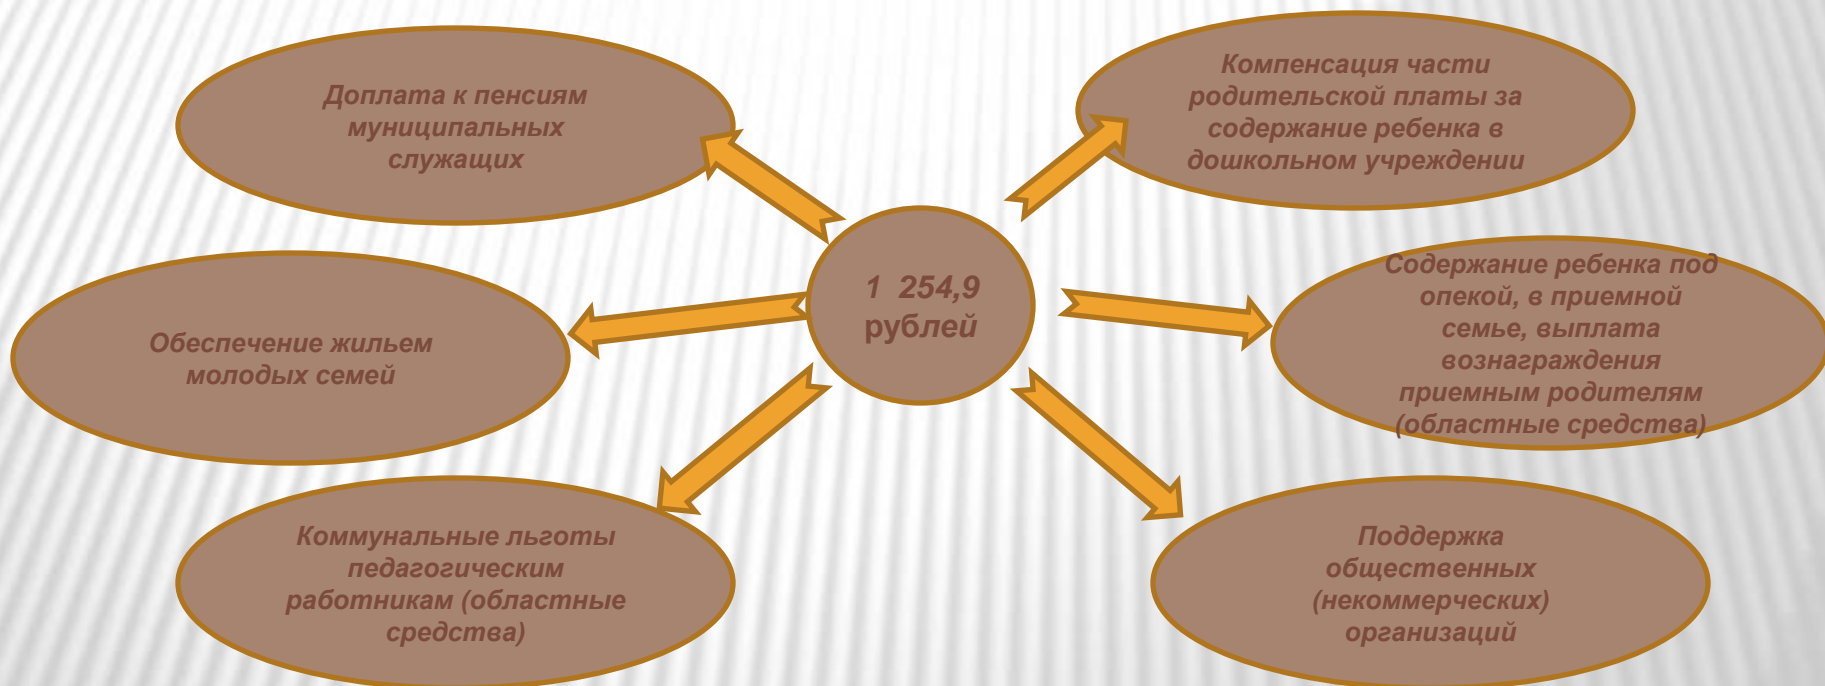 Доплата к пенсиям
муниципальных
служащих
Компенсация части
родительской платы за
содержание ребенка в
дошкольном учреждении
1 254,9
рублей
Обеспечение жильем
молодых семей
Содержание ребенка под
опекой, в приемной
семье, выплата
вознаграждения
приемным родителям
(областные средства)
Коммунальные льготы
педагогическим
работникам (областные
средства)
Поддержка
общественных
(некоммерческих)
организаций